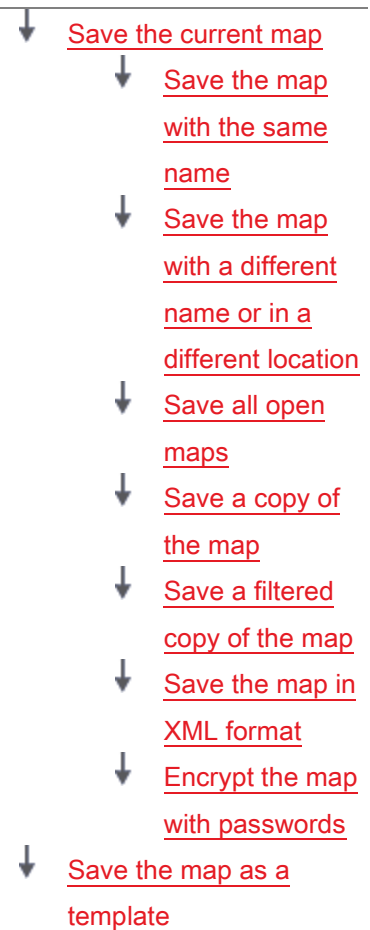 Save the current map
Save the map
with the same
name
Save the map
with a different
name or in a
different location
Save all open
maps
Save a copy of
the map
Save a filtered
copy of the map
Save the map in
XML format
Encrypt the map
with passwords
Save the map as a
template